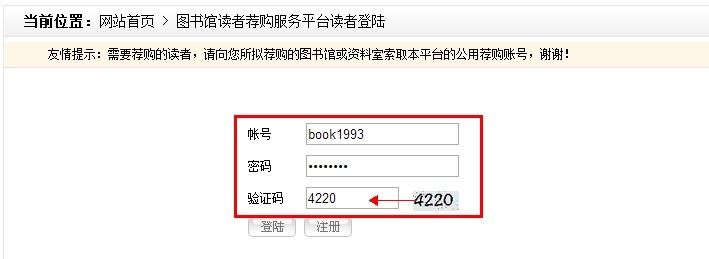 当前位置：网站首页 > 图书馆读者荐购服务平台读者登陆
友情提示：需要荐购的读者，请向您所拟荐购的图书馆或资料室索取本平台的公用荐购账号，谢谢！
帐号 book1993
密码 ••••••••
验证码 4220 4220
登陆 注册